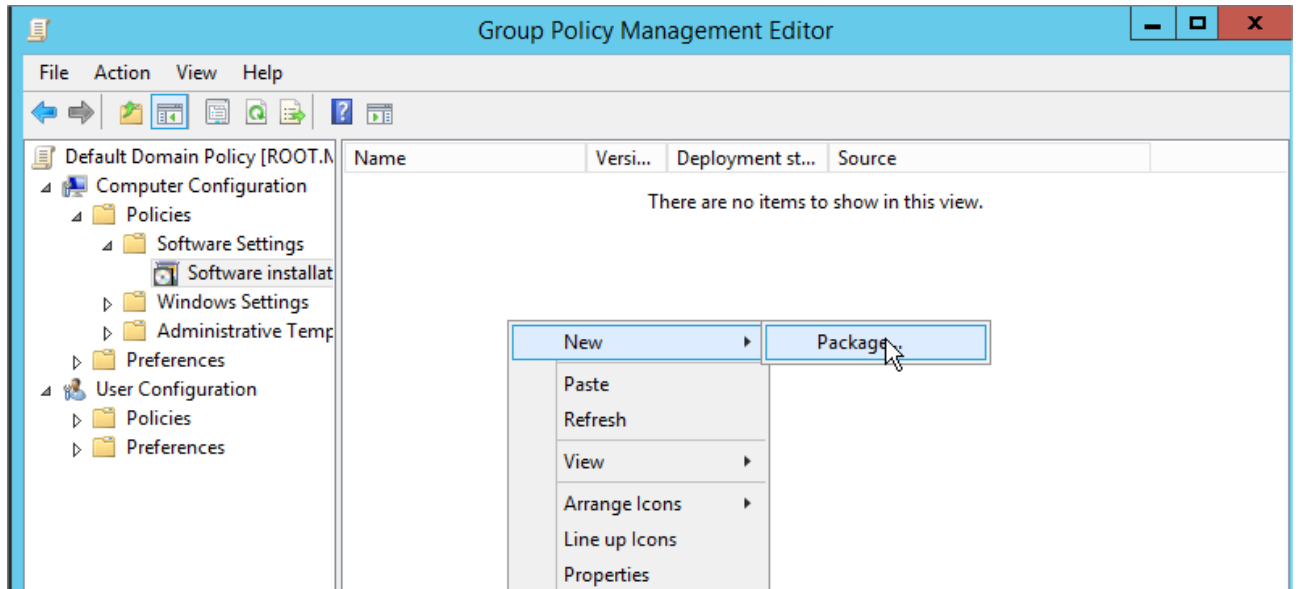 Group Policy Management Editor
File Action View Help
Default Domain Policy [ROOT.M
Computer Configuration
Policies
Software Settings
Software installat
Windows Settings
Administrative Temp
Preferences
User Configuration
Policies
Preferences
Name Versi... Deployment st... Source
There are no items to show in this view.
New
Package...
Paste
Refresh
View
Arrange Icons
Line up Icons
Properties